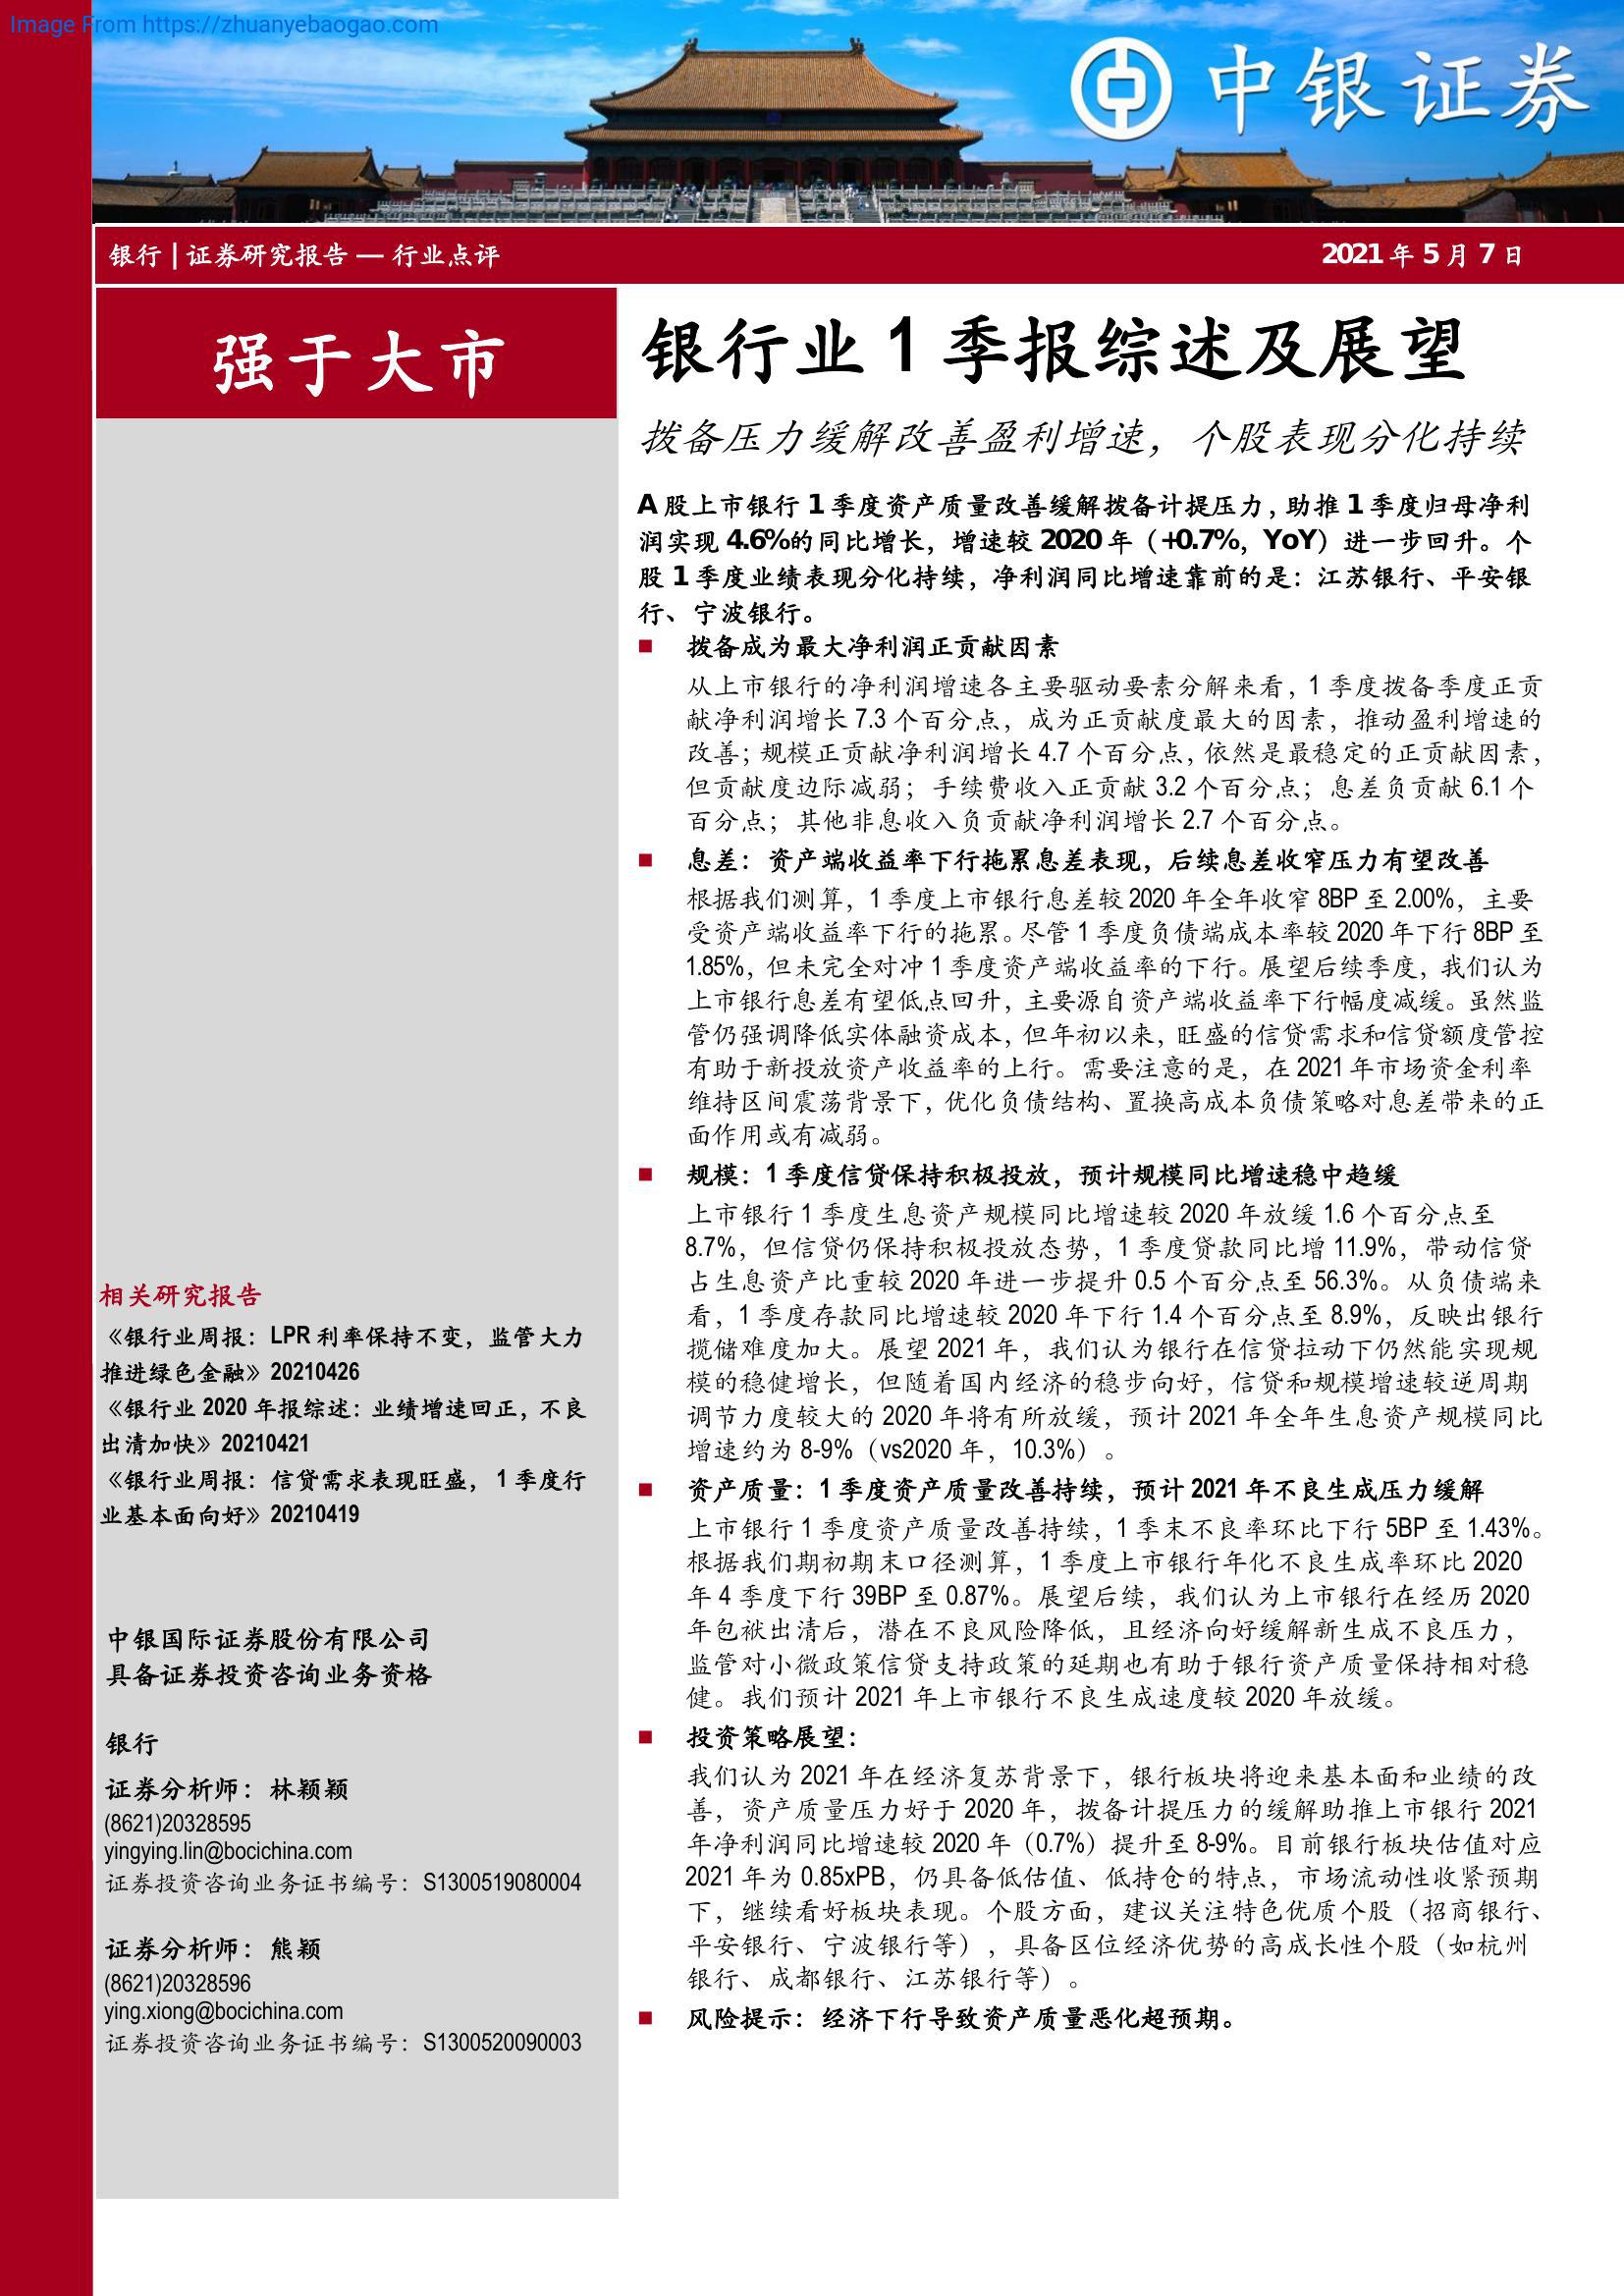 Image From https://zhuanyebaogao.com
中银证券
银行 | 证券研究报告 — 行业点评
2021 年 5 月 7 日
强于大市
相关研究报告
《银行业周报：LPR 利率保持不变，监管大力
推进绿色金融》20210426
《银行业 2020 年报综述：业绩增速回正，不良
出清加快》20210421
《银行业周报：信贷需求表现旺盛，1 季度行
业基本面向好》20210419
中银国际证券股份有限公司
具备证券投资咨询业务资格
银行
证券分析师：林颖颖
(8621)20328595
yingying.lin@bocichina.com
证券投资咨询业务证书编号：S1300519080004
证券分析师：熊颖
(8621)20328596
ying.xiong@bocichina.com
证券投资咨询业务证书编号：S1300520090003
银行业 1 季报综述及展望
拨备压力缓解改善盈利增速，个股表现分化持续
A 股上市银行 1 季度资产质量改善缓解拨备计提压力，助推 1 季度归母净利
润实现 4.6%的同比增长，增速较 2020 年（+0.7%，YoY）进一步回升。个
股 1 季度业绩表现分化持续，净利润同比增速靠前的是：江苏银行、平安银
行、宁波银行。
■ 拨备成为最大净利润正贡献因素
从上市银行的净利润增速各主要驱动要素分解来看，1 季度拨备季度正贡
献净利润增长 7.3 个百分点，成为正贡献度最大的因素，推动盈利增速的
改善；规模正贡献净利润增长 4.7 个百分点，依然是最稳定的正贡献因素，
但贡献度边际减弱；手续费收入正贡献 3.2 个百分点；息差负贡献 6.1 个
百分点；其他非息收入负贡献净利润增长 2.7 个百分点。
■ 息差：资产端收益率下行拖累息差表现，后续息差收窄压力有望改善
根据我们测算，1 季度上市银行息差较 2020 年全年收窄 8BP 至 2.00%，主要
受资产端收益率下行的拖累。尽管 1 季度负债端成本率较 2020 年下行 8BP 至
1.85%，但未完全对冲 1 季度资产端收益率的下行。展望后续季度，我们认为
上市银行息差有望低点回升，主要源自资产端收益率下行幅度减缓。虽然监
管仍强调降低实体融资成本，但年初以来，旺盛的信贷需求和信贷额度管控
有助于新投放资产收益率的上行。需要注意的是，在 2021 年市场资金利率
维持区间震荡背景下，优化负债结构、置换高成本负债策略对息差带来的正
面作用或有减弱。
■ 规模：1 季度信贷保持积极投放，预计规模同比增速稳中趋缓
上市银行 1 季度生息资产规模同比增速较 2020 年放缓 1.6 个百分点至
8.7%，但信贷仍保持积极投放态势，1 季度贷款同比增 11.9%，带动信贷
占生息资产比重较 2020 年进一步提升 0.5 个百分点至 56.3%。从负债端来
看，1 季度存款同比增速较 2020 年下行 1.4 个百分点至 8.9%，反映出银行
揽储难度加大。展望 2021 年，我们认为银行在信贷拉动下仍然能实现规
模的稳健增长，但随着国内经济的稳步向好，信贷和规模增速较逆周期
调节力度较大的 2020 年将有所放缓，预计 2021 年全年生息资产规模同比
增速约为 8-9%（vs2020 年，10.3%）。
■ 资产质量：1 季度资产质量改善持续，预计 2021 年不良生成压力缓解
上市银行 1 季度资产质量改善持续，1 季末不良率环比下行 5BP 至 1.43%。
根据我们期初期末口径测算，1 季度上市银行年化不良生成率环比 2020
年 4 季度下行 39BP 至 0.87%。展望后续，我们认为上市银行在经历 2020
年包袱出清后，潜在不良风险降低，且经济向好缓解新生成不良压力，
监管对小微政策信贷支持政策的延期也有助于银行资产质量保持相对稳
健。我们预计 2021 年上市银行不良生成速度较 2020 年放缓。
■ 投资策略展望：
我们认为 2021 年在经济复苏背景下，银行板块将迎来基本面和业绩的改
善，资产质量压力好于 2020 年，拨备计提压力的缓解助推上市银行 2021
年净利润同比增速较 2020 年（0.7%）提升至 8-9%。目前银行板块估值对应
2021 年为 0.85xPB，仍具备低估值、低持仓的特点，市场流动性收紧预期
下，继续看好板块表现。个股方面，建议关注特色优质个股（招商银行、
平安银行、宁波银行等），具备区位经济优势的高成长性个股（如杭州
银行、成都银行、江苏银行等）。
■ 风险提示：经济下行导致资产质量恶化超预期。